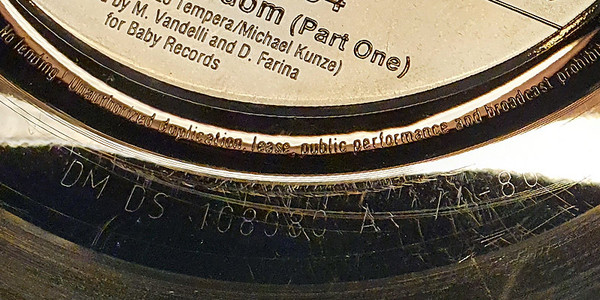 dom (Part One)
Tempera/Michael Kunze)
by M. Vandelli and D. Farina
for Baby Records
No lending, Unauthorized duplication, lease, public performance and broadcast prohib
DM DS 108080 A